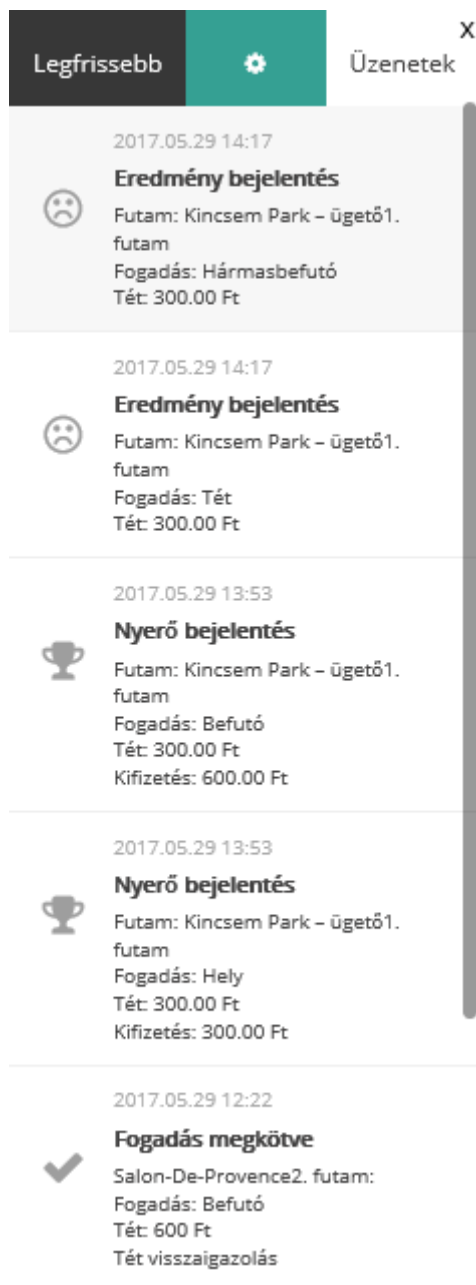 X
Legfrissebb
Üzenetek
2017.05.29 14:17
Eredmény bejelentés
Futam: Kincsem Park – ügető1.
futam
Fogadás: Hármasbefutó
Tét: 300.00 Ft
2017.05.29 14:17
Eredmény bejelentés
Futam: Kincsem Park – ügető1.
futam
Fogadás: Tét
Tét: 300.00 Ft
2017.05.29 13:53
Nyerő bejelentés
Futam: Kincsem Park – ügető1.
futam
Fogadás: Befutó
Tét: 300.00 Ft
Kifizetés: 600.00 Ft
2017.05.29 13:53
Nyerő bejelentés
Futam: Kincsem Park – ügető1.
futam
Fogadás: Hely
Tét: 300.00 Ft
Kifizetés: 300.00 Ft
2017.05.29 12:22
Fogadás megkötve
Salon-De-Provence2. futam:
Fogadás: Befutó
Tét: 600 Ft
Tét visszaigazolás